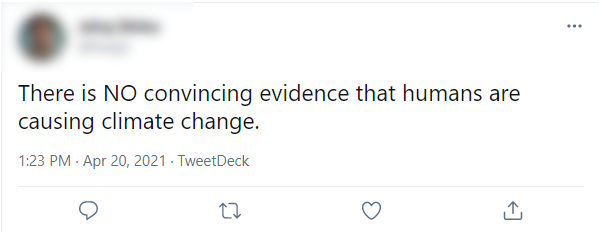 There is NO convincing evidence that humans are
causing climate change.
1:23 PM · Apr 20, 2021 · TweetDeck